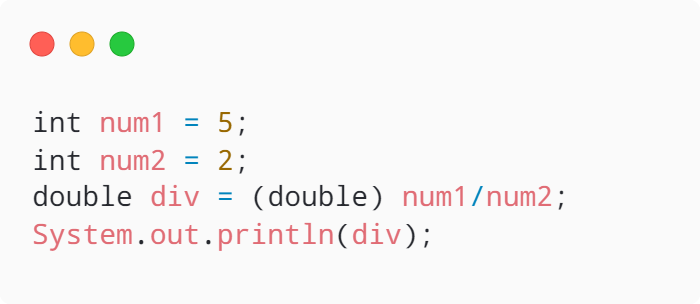 int num1 = 5;
int num2 = 2;
double div = (double) num1/num2;
System.out.println(div);